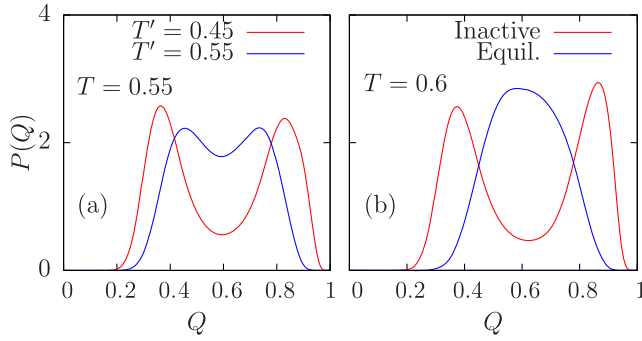 T′ = 0.45
T′ = 0.55
T = 0.55
(a)
P(Q)
4
2
0
0 0.2 0.4 0.6 0.8 1
Q
Inactive
Equil.
T = 0.6
(b)
0 0.2 0.4 0.6 0.8 1
Q